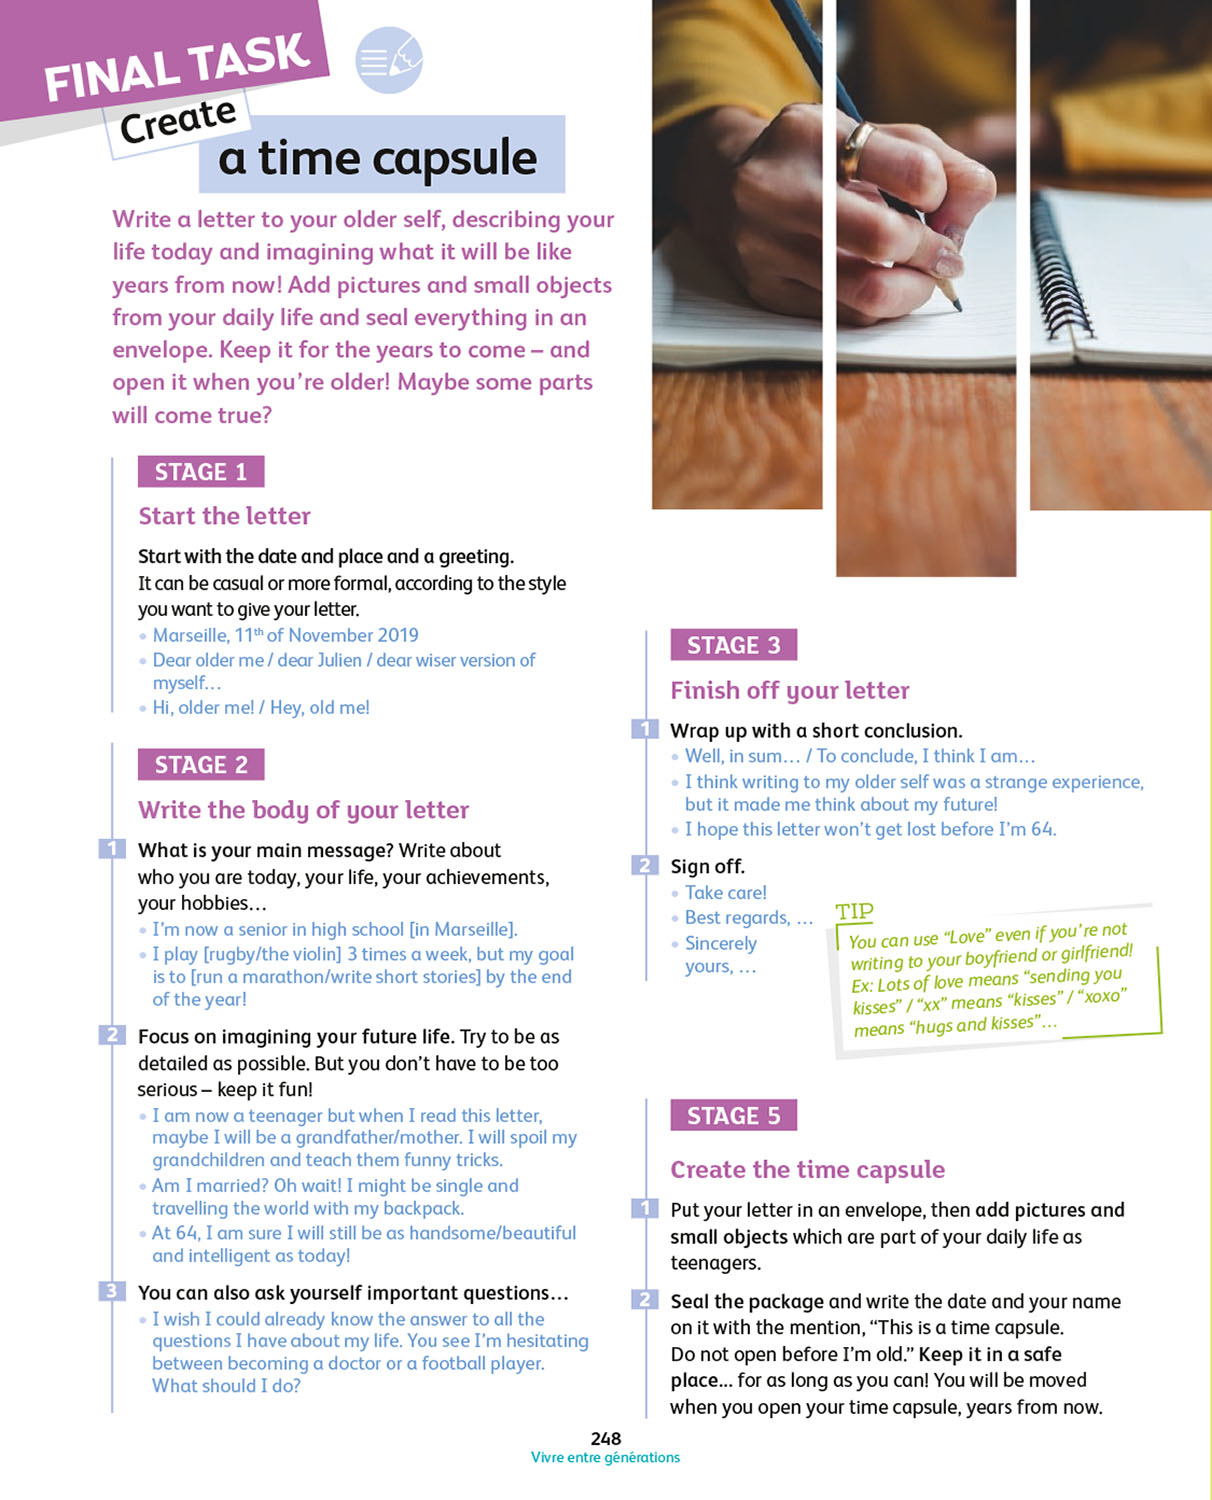 FINAL TASK
Create
a time capsule
Write a letter to your older self, describing your
life today and imagining what it will be like
years from now! Add pictures and small objects
from your daily life and seal everything in an
envelope. Keep it for the years to come – and
open it when you're older! Maybe some parts
will come true?
STAGE 1
Start the letter
Start with the date and place and a greeting.
It can be casual or more formal, according to the style
you want to give your letter.
• Marseille, 11th of November 2019
• Dear older me / dear Julien / dear wiser version of
myself…
• Hi, older me! / Hey, old me!
STAGE 2
Write the body of your letter
1 What is your main message? Write about
who you are today, your life, your achievements,
your hobbies…
• I'm now a senior in high school [in Marseille].
• I play [rugby/the violin] 3 times a week, but my goal
is to [run a marathon/write short stories] by the end
of the year!
2 Focus on imagining your future life. Try to be as
detailed as possible. But you don't have to be too
serious – keep it fun!
• I am now a teenager but when I read this letter,
maybe I will be a grandfather/mother. I will spoil my
grandchildren and teach them funny tricks.
• Am I married? Oh wait! I might be single and
travelling the world with my backpack.
• At 64, I am sure I will still be as handsome/beautiful
and intelligent as today!
3 You can also ask yourself important questions…
• I wish I could already know the answer to all the
questions I have about my life. You see I'm hesitating
between becoming a doctor or a football player.
What should I do?
STAGE 3
Finish off your letter
1 Wrap up with a short conclusion.
• Well, in sum… / To conclude, I think I am…
• I think writing to my older self was a strange experience,
but it made me think about my future!
• I hope this letter won't get lost before I'm 64.
2 Sign off.
• Take care!
• Best regards, …
• Sincerely
yours, …
TIP
You can use “Love” even if you're not
writing to your boyfriend or girlfriend!
Ex: Lots of love means “sending you
kisses” / “xx” means “kisses” / “xoxo”
means “hugs and kisses”…
STAGE 5
Create the time capsule
1 Put your letter in an envelope, then add pictures and
small objects which are part of your daily life as
teenagers.
2 Seal the package and write the date and your name
on it with the mention, “This is a time capsule.
Do not open before I'm old.” Keep it in a safe
place... for as long as you can! You will be moved
when you open your time capsule, years from now.
248
Vivre entre générations